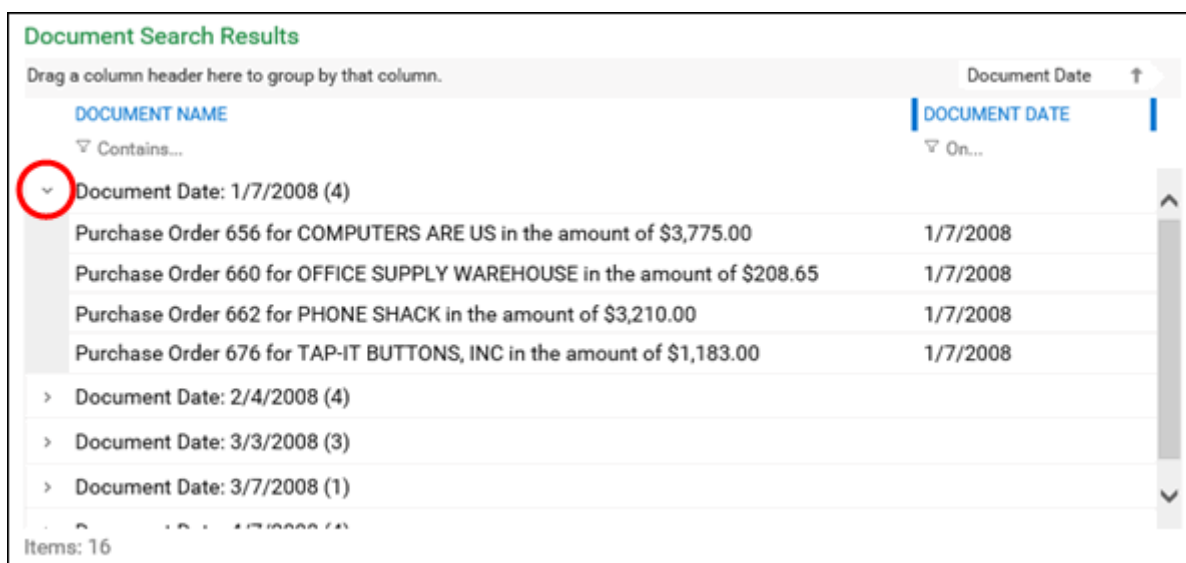 Document Search Results
Drag a column header here to group by that column. Document Date
DOCUMENT NAME DOCUMENT DATE
Contains... On...
Document Date: 1/7/2008 (4)
Purchase Order 656 for COMPUTERS ARE US in the amount of $3,775.00 1/7/2008
Purchase Order 660 for OFFICE SUPPLY WAREHOUSE in the amount of $208.65 1/7/2008
Purchase Order 662 for PHONE SHACK in the amount of $3,210.00 1/7/2008
Purchase Order 676 for TAP-IT BUTTONS, INC in the amount of $1,183.00 1/7/2008
Document Date: 2/4/2008 (4)
Document Date: 3/3/2008 (3)
Document Date: 3/7/2008 (1)
Items: 16